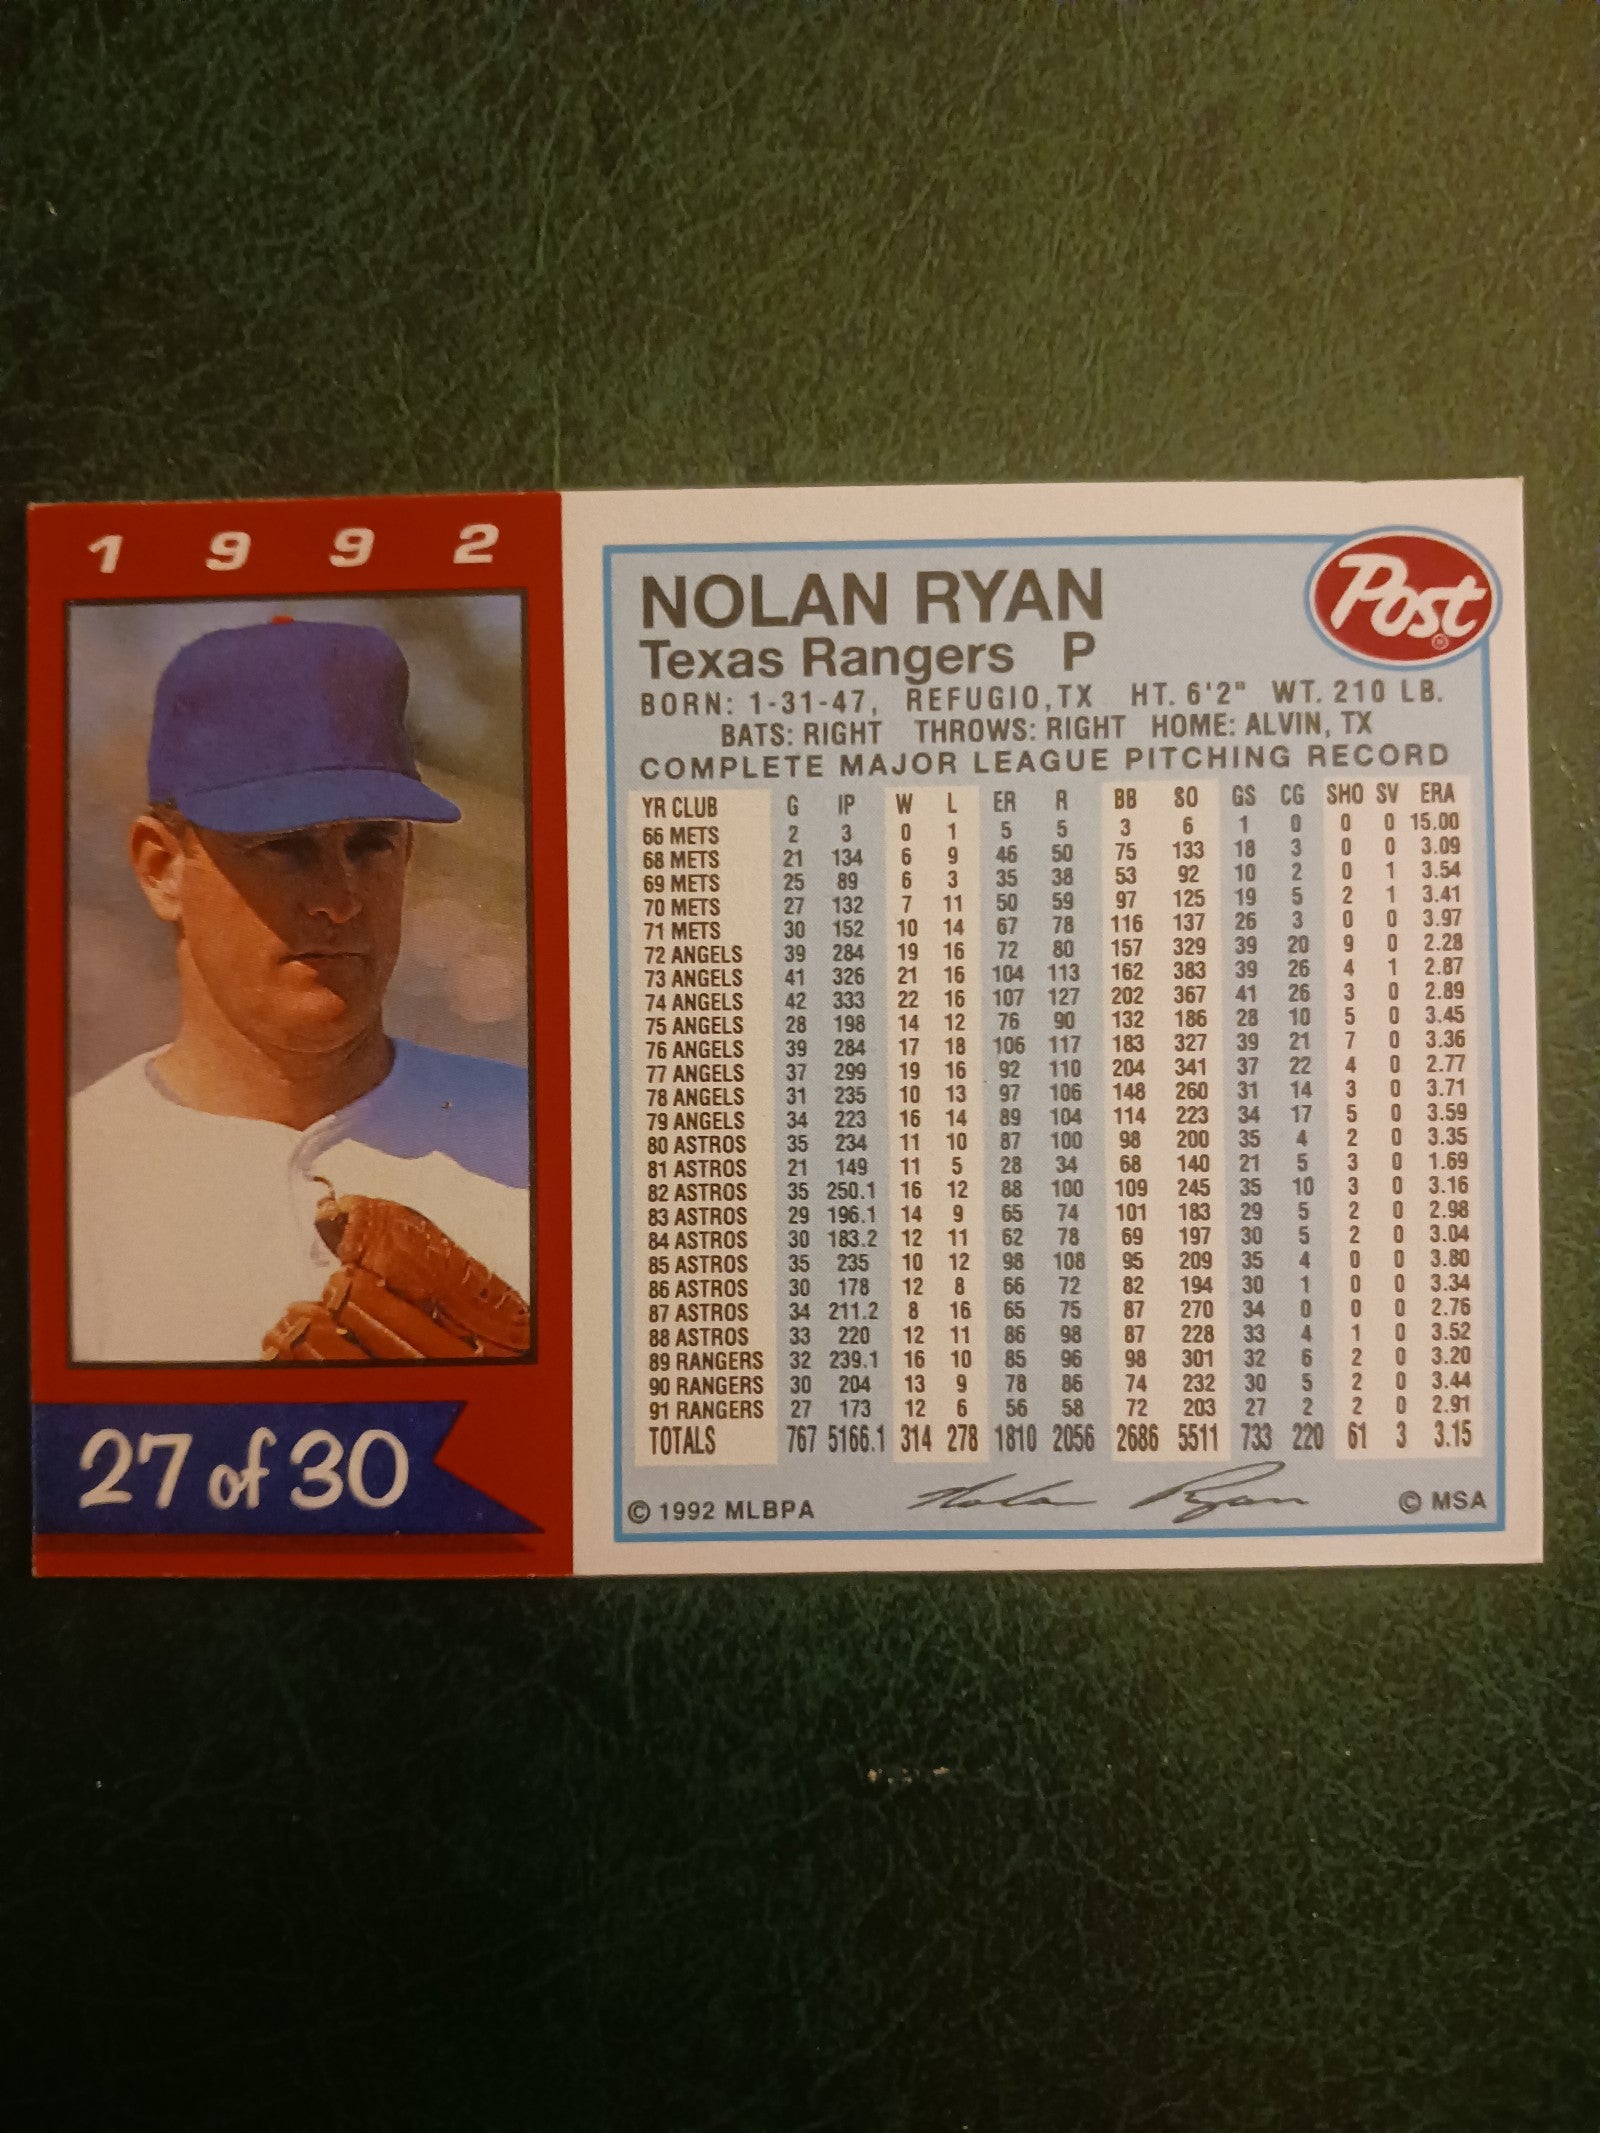 1 9 9 2
27 of 30
Post
NOLAN RYAN
Texas Rangers P
BORN: 1-31-47, REFUGIO, TX HT. 6'2" WT. 210 LB.
BATS: RIGHT THROWS: RIGHT HOME: ALVIN, TX
COMPLETE MAJOR LEAGUE PITCHING RECORD
YR CLUB G IP W L ER R BB SO GS CG SHO SV ERA
66 METS 2 3 0 1 5 5 3 6 1 0 0 0 15.00
68 METS 21 134 6 9 46 50 75 133 18 3 0 0 3.09
69 METS 25 89 6 3 35 38 53 92 10 2 0 1 3.54
70 METS 27 132 7 11 50 59 97 125 19 5 2 1 3.41
71 METS 30 152 10 14 67 78 116 137 26 3 0 0 3.97
72 ANGELS 39 284 19 16 72 80 157 329 39 20 9 0 2.28
73 ANGELS 41 326 21 16 104 113 162 383 39 26 4 1 2.87
74 ANGELS 42 333 22 16 107 127 202 367 41 26 3 0 2.89
75 ANGELS 28 198 14 12 76 90 132 186 28 10 5 0 3.45
76 ANGELS 39 284 17 18 106 117 183 327 39 21 7 0 3.36
77 ANGELS 37 299 19 16 92 110 204 341 37 22 4 0 2.77
78 ANGELS 31 235 10 13 97 106 148 260 31 14 3 0 3.71
79 ANGELS 34 223 16 14 89 104 114 223 34 17 5 0 3.59
80 ASTROS 35 234 11 10 87 100 98 200 35 4 2 0 3.35
81 ASTROS 21 149 11 5 28 34 68 140 21 5 3 0 1.69
82 ASTROS 35 250.1 16 12 88 100 109 245 35 10 3 0 3.16
83 ASTROS 29 196.1 14 9 65 74 101 183 29 5 2 0 2.98
84 ASTROS 30 183.2 12 11 62 78 69 197 30 5 2 0 3.04
85 ASTROS 35 235 10 12 98 108 95 209 35 4 0 0 3.80
86 ASTROS 30 178 12 8 66 72 82 194 30 1 0 0 3.34
87 ASTROS 34 211.2 8 16 65 75 87 270 34 0 0 0 2.76
88 ASTROS 33 220 12 11 86 98 87 228 33 4 1 0 3.52
89 RANGERS 32 239.1 16 10 85 96 98 301 32 6 2 0 3.20
90 RANGERS 30 204 13 9 78 86 74 232 30 5 2 0 3.44
91 RANGERS 27 173 12 6 56 58 72 203 27 2 2 0 2.91
TOTALS 767 5166.1 314 278 1810 2056 2686 5511 733 220 61 3 3.15
Nolan Ryan
© 1992 MLBPA © MSA